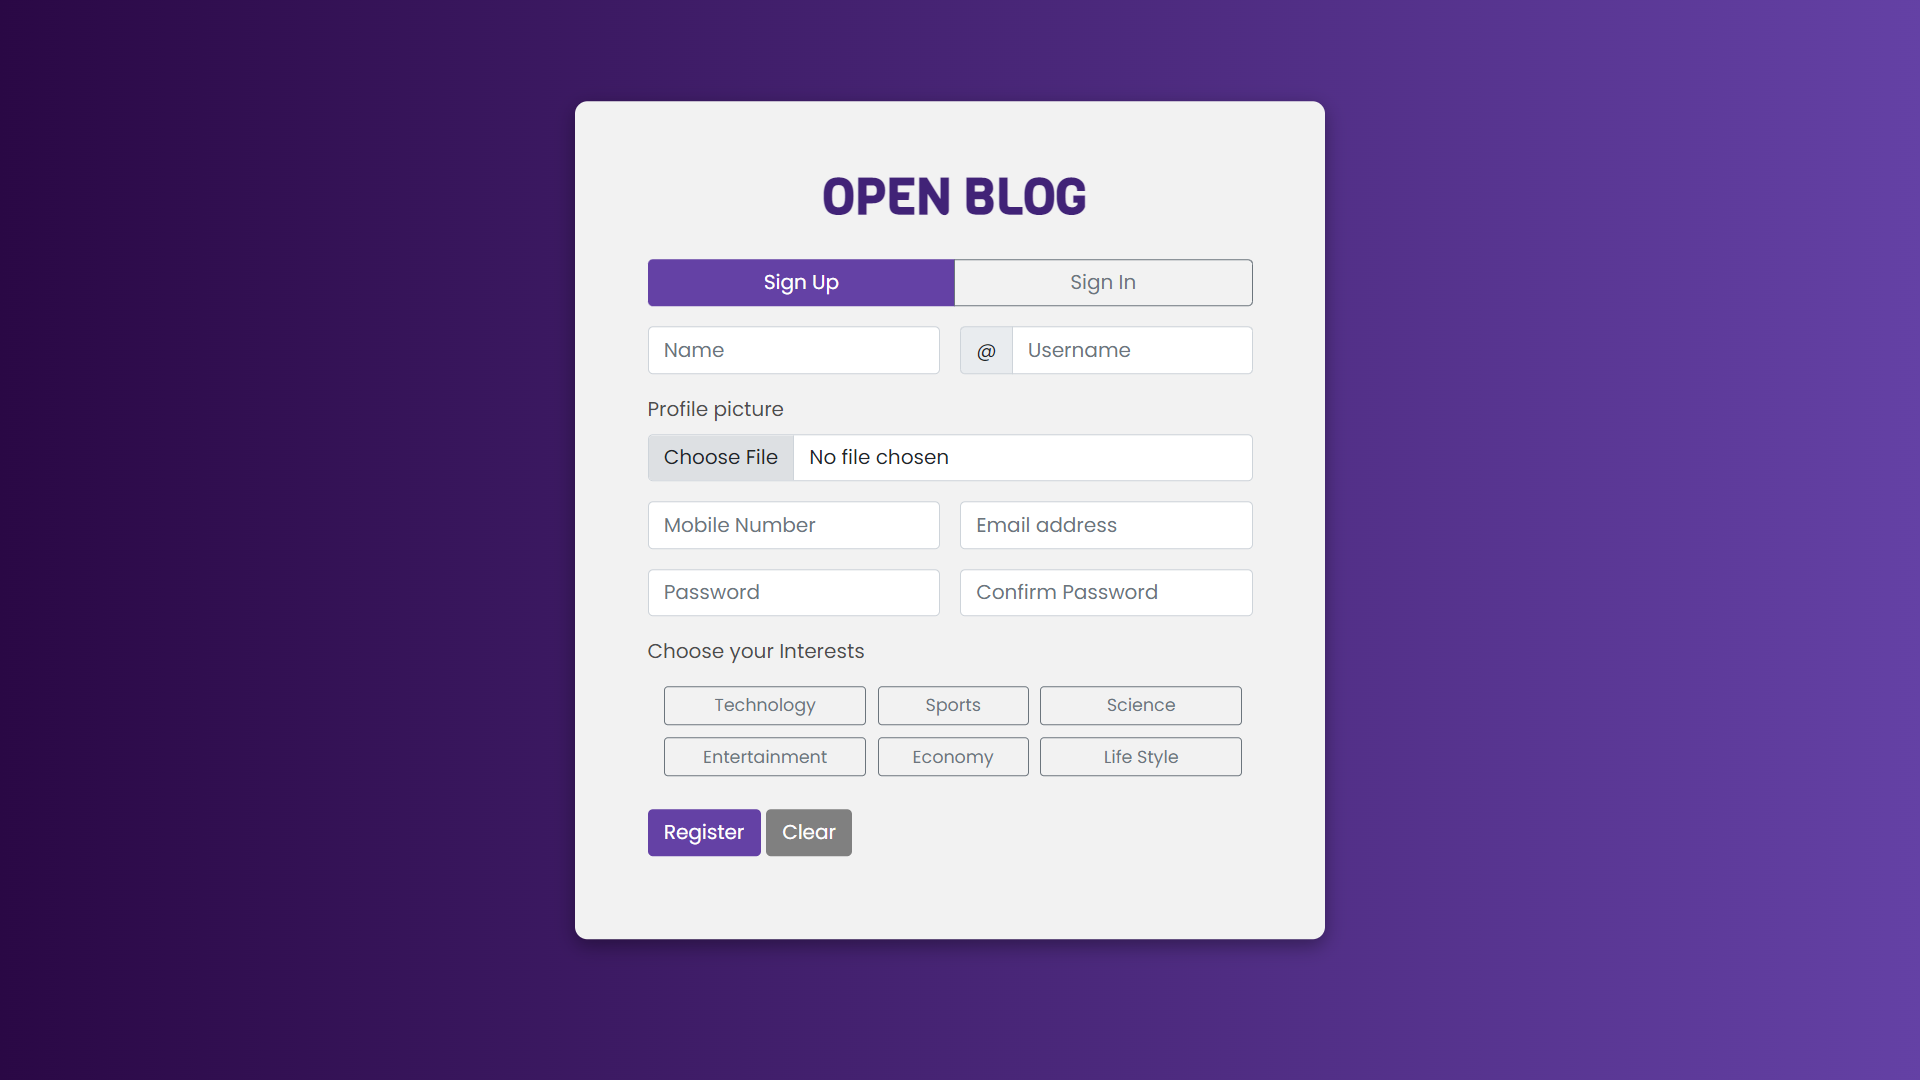 OPEN BLOG
Sign Up Sign In
Name @ Username
Profile picture
Choose File No file chosen
Mobile Number Email address
Password Confirm Password
Choose your Interests
Technology Sports Science
Entertainment Economy Life Style
Register Clear